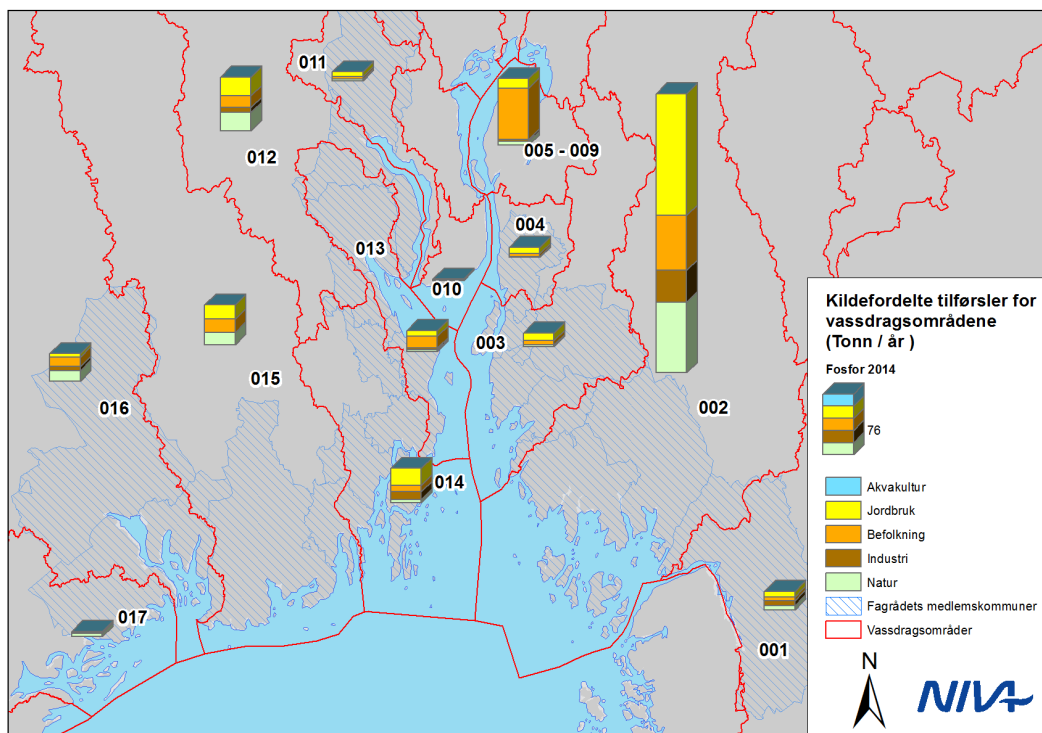 011
012
005 - 009
004
013
010
003
015
016
002
014
017
001
Kildefordelte tilførsler for
vassdragsområdene
(Tonn / år )
Fosfor 2014
76
Akvakultur
Jordbruk
Befolkning
Industri
Natur
Fagrådets medlemskommuner
Vassdragsområder
N
NIVA